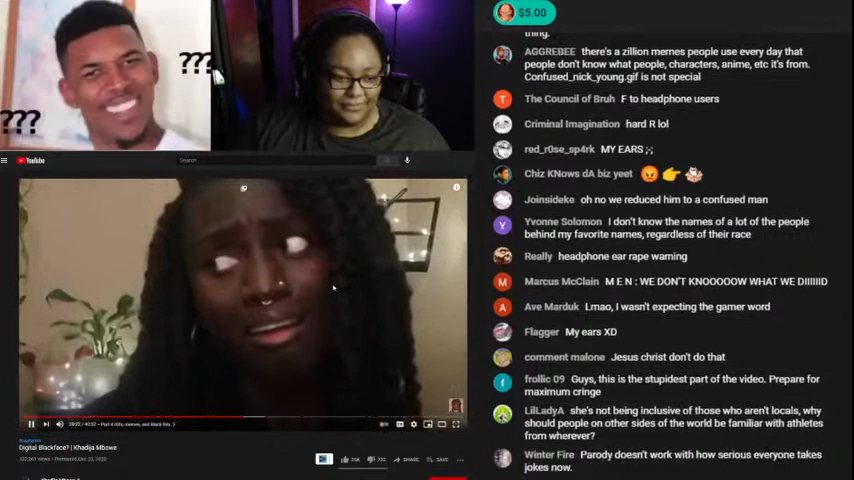 $5.00
???
???
thing.
AGGREBEE there's a zillion memes people use every day that
people don't know what people, characters, anime, etc it's from.
Confused_nick_young.gif is not special
The Council of Bruh F to headphone users
Criminal Imagination hard R lol
red_r0se_sp4rk MY EARS ;-;
Chiz KNows dA biz yeet
Joinsideke oh no we reduced him to a confused man
Yvonne Solomon I don't know the names of a lot of the people
behind my favorite names, regardless of their race
Really headphone ear rape warning
Marcus McClain M E N : WE DON'T KNOOOOOW WHAT WE DIIIIIID
Ave Marduk Lmao, I wasn't expecting the gamer word
Flagger My ears XD
comment malone Jesus christ don't do that
frollic 09 Guys, this is the stupidest part of the video. Prepare for
maximum cringe
LilLadyA she's not being inclusive of those who aren't locals, why
should people on other sides of the world be familiar with athletes
from wherever?
Winter Fire Parody doesn't work with how serious everyone takes
jokes now.
YouTube
Search
Digital Blackface? | Khadija Mbowe
SHARE
SAVE